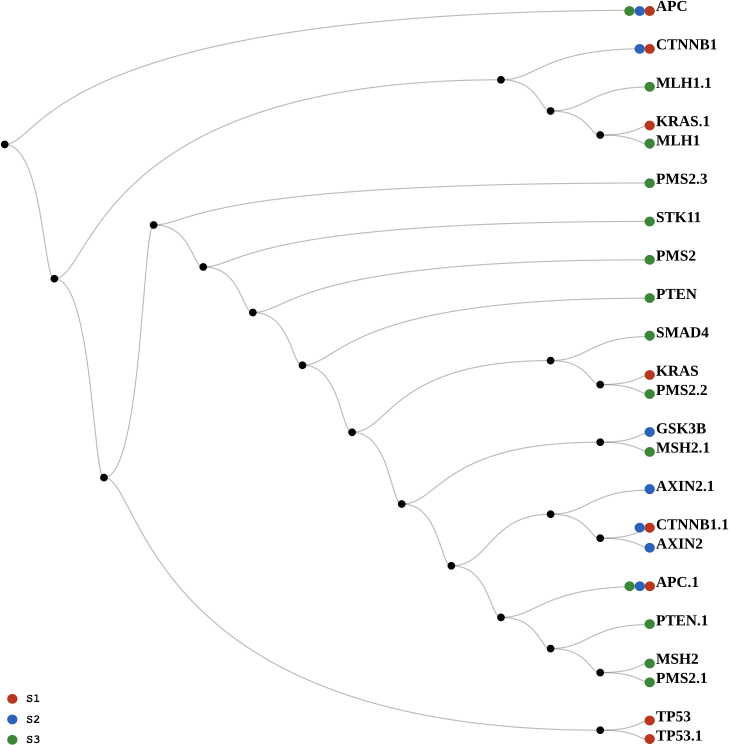 APC
CTNNB1
MLH1.1
KRAS.1
MLH1
PMS2.3
STK11
PMS2
PTEN
SMAD4
KRAS
PMS2.2
GSK3B
MSH2.1
AXIN2.1
CTNNB1.1
AXIN2
APC.1
PTEN.1
MSH2
PMS2.1
TP53
TP53.1
S1
S2
S3